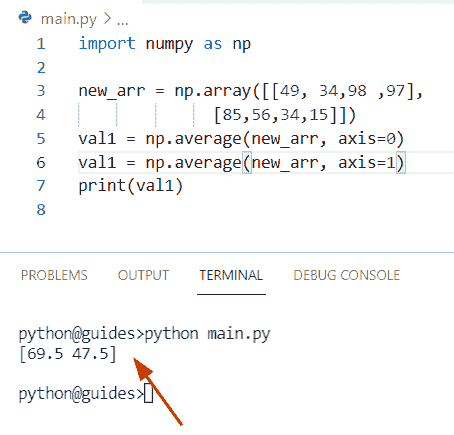 main.py > ...
1 import numpy as np
2
3 new_arr = np.array([[49, 34,98 ,97],
4 [85,56,34,15]])
5 val1 = np.average(new_arr, axis=0)
6 val1 = np.average(new_arr, axis=1)
7 print(val1)
8
PROBLEMS OUTPUT TERMINAL DEBUG CONSOLE
python@guides>python main.py
[69.5 47.5]
python@guides>